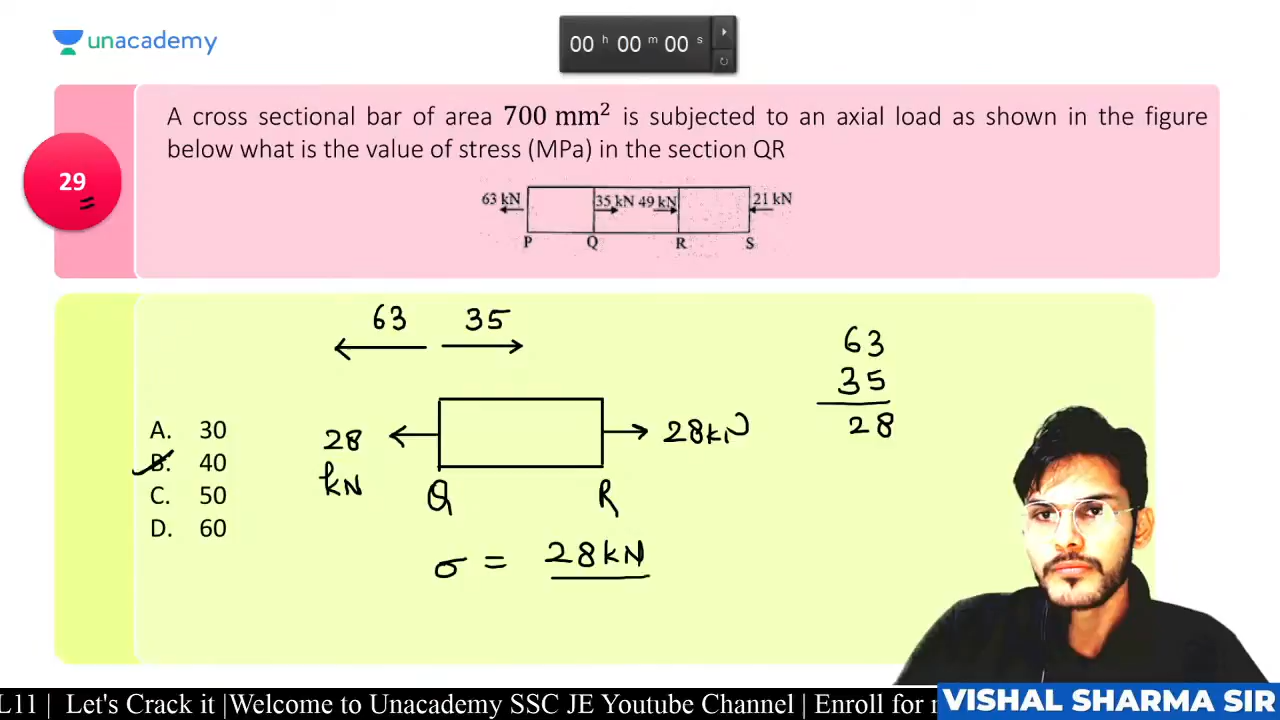 unacademy
00 h 00 m 00 s
A cross sectional bar of area 700 mm² is subjected to an axial load as shown in the figure
below what is the value of stress (MPa) in the section QR
29
63 kN 35 kN 49 kN 21 kN
P Q R S
63 35
63
35
28
A. 30
B. 40
C. 50
D. 60
28
kN
28kN
Q R
σ = 28kN
L11 | Let's Crack it |Welcome to Unacademy SSC JE Youtube Channel | Enroll for
VISHAL SHARMA SIR